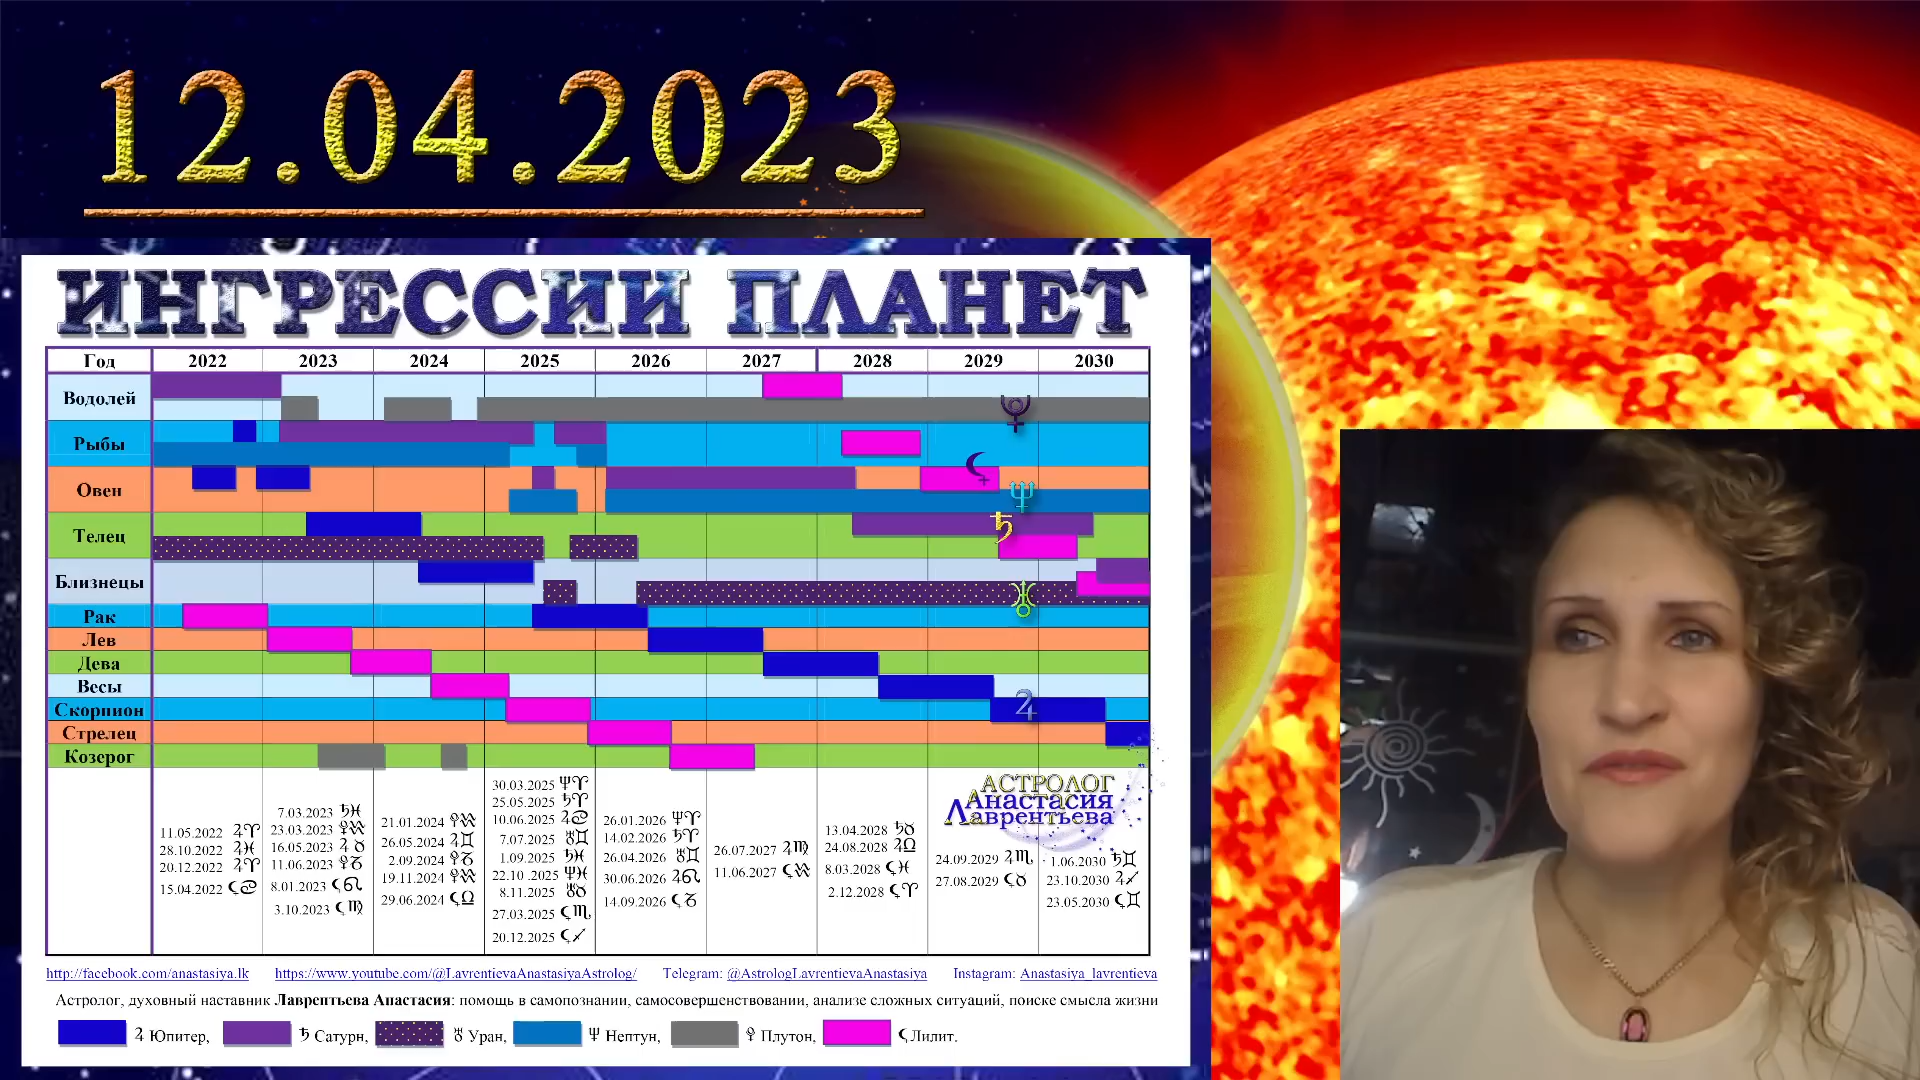 12.04.2023
ИНГРЕССИИ ПЛАНЕТ
Год 2022 2023 2024 2025 2026 2027 2028 2029 2030
Водолей
Рыбы
Овен
Телец
Близнецы
Рак
Лев
Дева
Весы
Скорпион
Стрелец
Козерог
11.05.2022 ♃♈
28.10.2022 ♃♓
20.12.2022 ♃♈
15.04.2022 ⚸♋
7.03.2023 ♄♓
23.03.2023 ♇♒
16.05.2023 ♃♉
11.06.2023 ♇♑
8.01.2023 ⚸♌
3.10.2023 ⚸♍
21.01.2024 ♇♒
26.05.2024 ♃♊
2.09.2024 ♇♑
19.11.2024 ♇♒
29.06.2024 ⚸♎
30.03.2025 ♆♈
25.05.2025 ♄♈
10.06.2025 ♃♋
7.07.2025 ♅♊
1.09.2025 ♄♓
22.10.2025 ♆♓
8.11.2025 ♅♉
27.03.2025 ⚸♏
20.12.2025 ⚸♐
26.01.2026 ♆♈
14.02.2026 ♄♈
26.04.2026 ♅♊
30.06.2026 ♃♌
14.09.2026 ⚸♑
26.07.2027 ♃♍
11.06.2027 ⚸♒
13.04.2028 ♄♉
24.08.2028 ♃♎
8.03.2028 ⚸♓
2.12.2028 ⚸♈
24.09.2029 ♃♏
27.08.2029 ⚸♉
1.06.2030 ♄♊
23.10.2030 ♃♐
23.05.2030 ⚸♊
АСТРОЛОГ
Анастасия
Лаврентьева
http://facebook.com/anastasiya.lk https://www.youtube.com/@LavrentievaAnastasiyaAstrolog/ Telegram: @AstrologLavrentievaAnastasiya Instagram: Anastasiya_lavrentieva
Астролог, духовный наставник Лаврентьева Анастасия: помощь в самопознании, самосовершенствовании, анализе сложных ситуаций, поиске смысла жизни
♃ Юпитер, ♄ Сатурн, ♅ Уран, ♆ Нептун, ♇ Плутон, ⚸ Лилит.